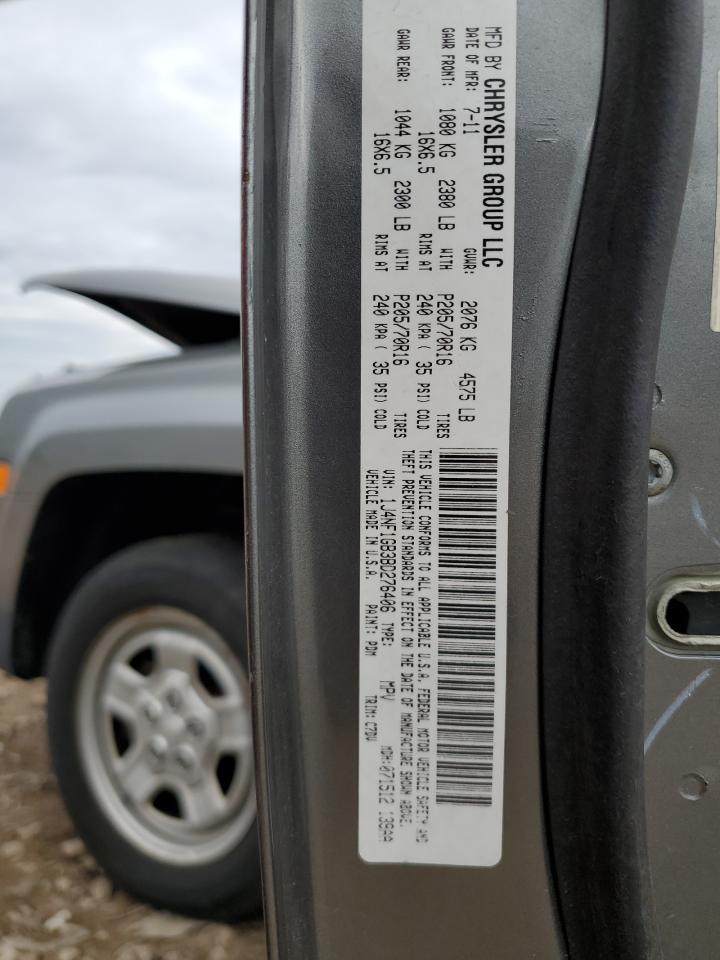 MFD BY CHRYSLER GROUP LLC
DATE OF MFR: 7-11 GVWR: 2076 KG 4575 LB
GAWR FRONT: 1080 KG 2380 LB WITH P205/70R16 TIRES
16X6.5 RIMS AT 240 KPA ( 35 PSI) COLD
GAWR REAR: 1044 KG 2300 LB WITH P205/70R16 TIRES
16X6.5 RIMS AT 240 KPA ( 35 PSI) COLD
THIS VEHICLE CONFORMS TO ALL APPLICABLE U.S.A. FEDERAL MOTOR VEHICLE SAFETY AND
THEFT PREVENTION STANDARDS IN EFFECT ON THE DATE OF MANUFACTURE SHOWN ABOVE.
VIN: 1J4NF1GB3BD276406 TYPE: MPV MDH:071512
VEHICLE MADE IN U.S.A. PAINT: PDM TRIM: C7DV